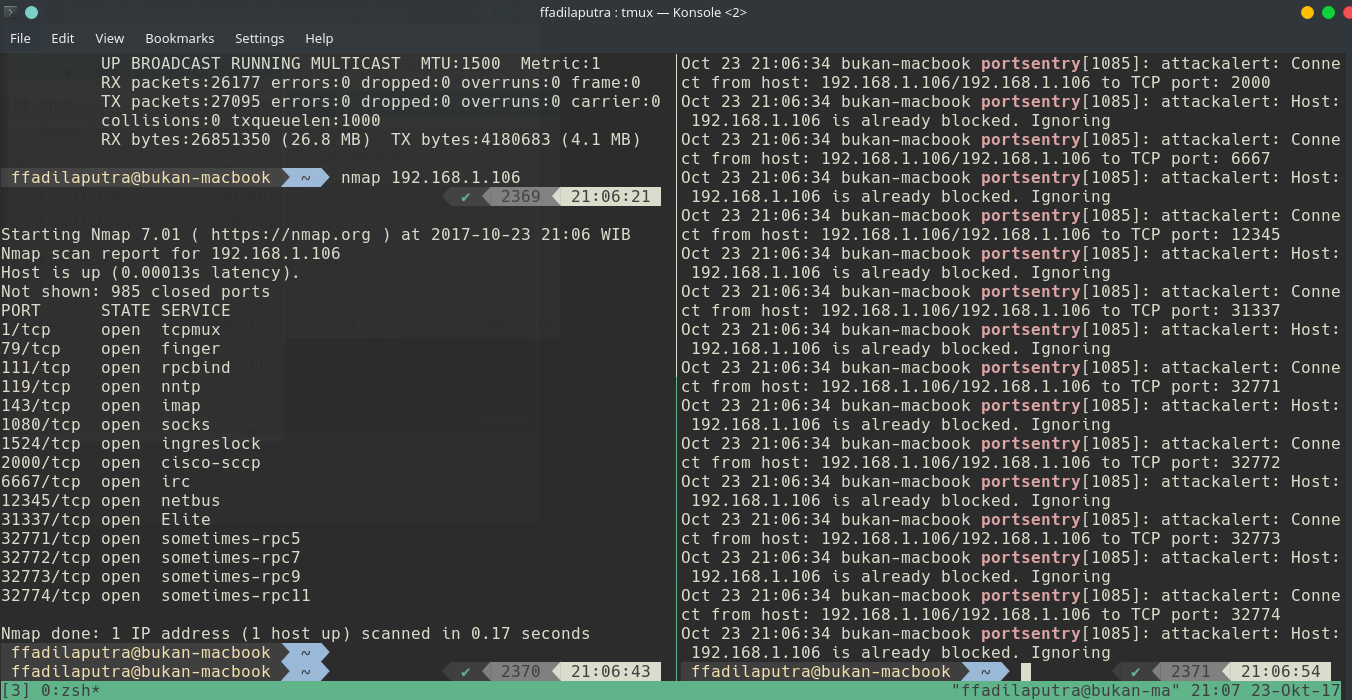 ffadilaputra : tmux — Konsole <2>
File Edit View Bookmarks Settings Help
UP BROADCAST RUNNING MULTICAST  MTU:1500  Metric:1
RX packets:26177 errors:0 dropped:0 overruns:0 frame:0
TX packets:27095 errors:0 dropped:0 overruns:0 carrier:0
collisions:0 txqueuelen:1000
RX bytes:26851350 (26.8 MB)  TX bytes:4180683 (4.1 MB)
ffadilaputra@bukan-macbook ~ nmap 192.168.1.106
✔ 2369 21:06:21
Starting Nmap 7.01 ( https://nmap.org ) at 2017-10-23 21:06 WIB
Nmap scan report for 192.168.1.106
Host is up (0.00013s latency).
Not shown: 985 closed ports
PORT      STATE SERVICE
1/tcp     open  tcpmux
79/tcp    open  finger
111/tcp   open  rpcbind
119/tcp   open  nntp
143/tcp   open  imap
1080/tcp  open  socks
1524/tcp  open  ingreslock
2000/tcp  open  cisco-sccp
6667/tcp  open  irc
12345/tcp open  netbus
31337/tcp open  Elite
32771/tcp open  sometimes-rpc5
32772/tcp open  sometimes-rpc7
32773/tcp open  sometimes-rpc9
32774/tcp open  sometimes-rpc11
Nmap done: 1 IP address (1 host up) scanned in 0.17 seconds
ffadilaputra@bukan-macbook ~
ffadilaputra@bukan-macbook ~ ✔ 2370 21:06:43
Oct 23 21:06:34 bukan-macbook portsentry[1085]: attackalert: Conne
ct from host: 192.168.1.106/192.168.1.106 to TCP port: 2000
Oct 23 21:06:34 bukan-macbook portsentry[1085]: attackalert: Host:
192.168.1.106 is already blocked. Ignoring
Oct 23 21:06:34 bukan-macbook portsentry[1085]: attackalert: Conne
ct from host: 192.168.1.106/192.168.1.106 to TCP port: 6667
Oct 23 21:06:34 bukan-macbook portsentry[1085]: attackalert: Host:
192.168.1.106 is already blocked. Ignoring
Oct 23 21:06:34 bukan-macbook portsentry[1085]: attackalert: Conne
ct from host: 192.168.1.106/192.168.1.106 to TCP port: 12345
Oct 23 21:06:34 bukan-macbook portsentry[1085]: attackalert: Host:
192.168.1.106 is already blocked. Ignoring
Oct 23 21:06:34 bukan-macbook portsentry[1085]: attackalert: Conne
ct from host: 192.168.1.106/192.168.1.106 to TCP port: 31337
Oct 23 21:06:34 bukan-macbook portsentry[1085]: attackalert: Host:
192.168.1.106 is already blocked. Ignoring
Oct 23 21:06:34 bukan-macbook portsentry[1085]: attackalert: Conne
ct from host: 192.168.1.106/192.168.1.106 to TCP port: 32771
Oct 23 21:06:34 bukan-macbook portsentry[1085]: attackalert: Host:
192.168.1.106 is already blocked. Ignoring
Oct 23 21:06:34 bukan-macbook portsentry[1085]: attackalert: Conne
ct from host: 192.168.1.106/192.168.1.106 to TCP port: 32772
Oct 23 21:06:34 bukan-macbook portsentry[1085]: attackalert: Host:
192.168.1.106 is already blocked. Ignoring
Oct 23 21:06:34 bukan-macbook portsentry[1085]: attackalert: Conne
ct from host: 192.168.1.106/192.168.1.106 to TCP port: 32773
Oct 23 21:06:34 bukan-macbook portsentry[1085]: attackalert: Host:
192.168.1.106 is already blocked. Ignoring
Oct 23 21:06:34 bukan-macbook portsentry[1085]: attackalert: Conne
ct from host: 192.168.1.106/192.168.1.106 to TCP port: 32774
Oct 23 21:06:34 bukan-macbook portsentry[1085]: attackalert: Host:
192.168.1.106 is already blocked. Ignoring
ffadilaputra@bukan-macbook ~ ✔ 2371 21:06:54
[3] 0:zsh* "ffadilaputra@bukan-ma" 21:07 23-Okt-17